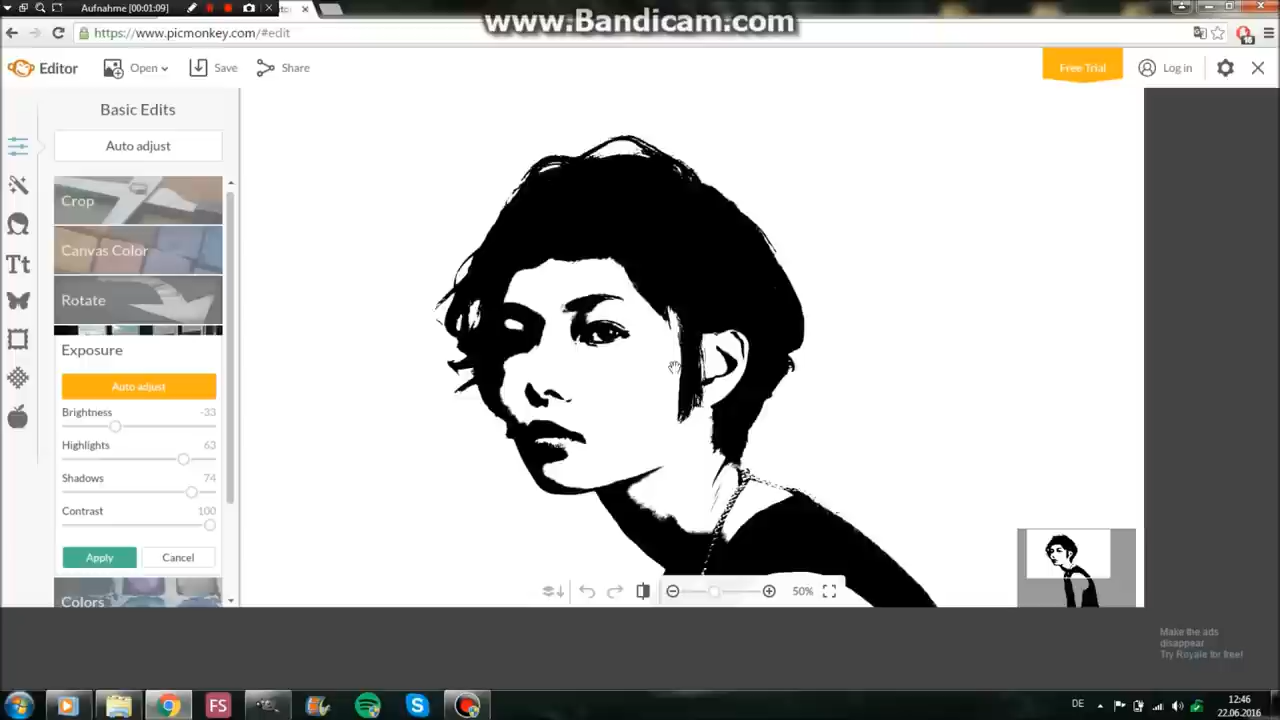 Aufnahme [00:01:09]
www.Bandicam.com
https://www.picmonkey.com/#edit
16
Editor
Open
Save
Share
Free Trial
Log in
Basic Edits
Auto adjust
Crop
Canvas Color
Rotate
Exposure
Auto adjust
Brightness -33
Highlights 63
Shadows 74
Contrast 100
Apply Cancel
Colors
Tt
50%
Make the ads
disappear
Try Royale for free!
FS
DE
12:46
22.06.2016